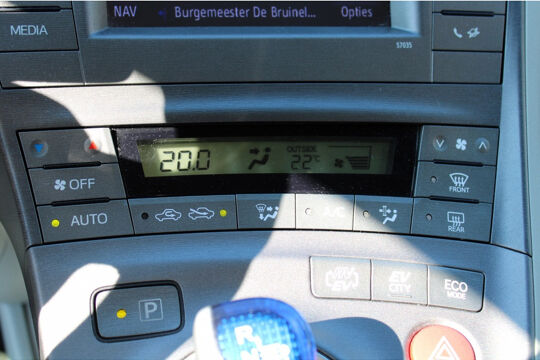 NAV Burgemeester De Bruinel... Opties
MEDIA
57035
20.0 OUTSIDE 22°C
OFF
FRONT
AUTO
A/C
REAR
EV
EV CITY
ECO MODE
P
R
N